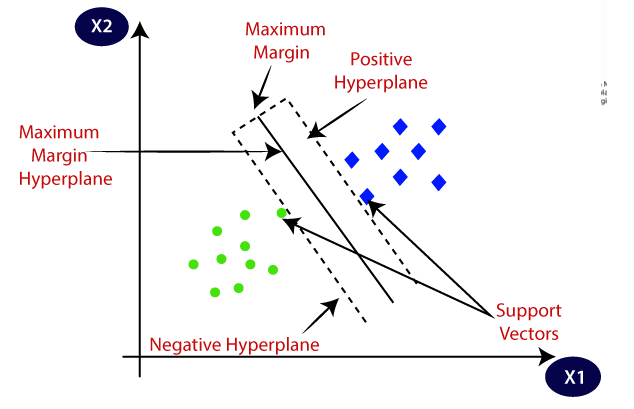 X2
Maximum
Margin
Positive
Hyperplane
Maximum
Margin
Hyperplane
Support
Vectors
Negative Hyperplane
X1